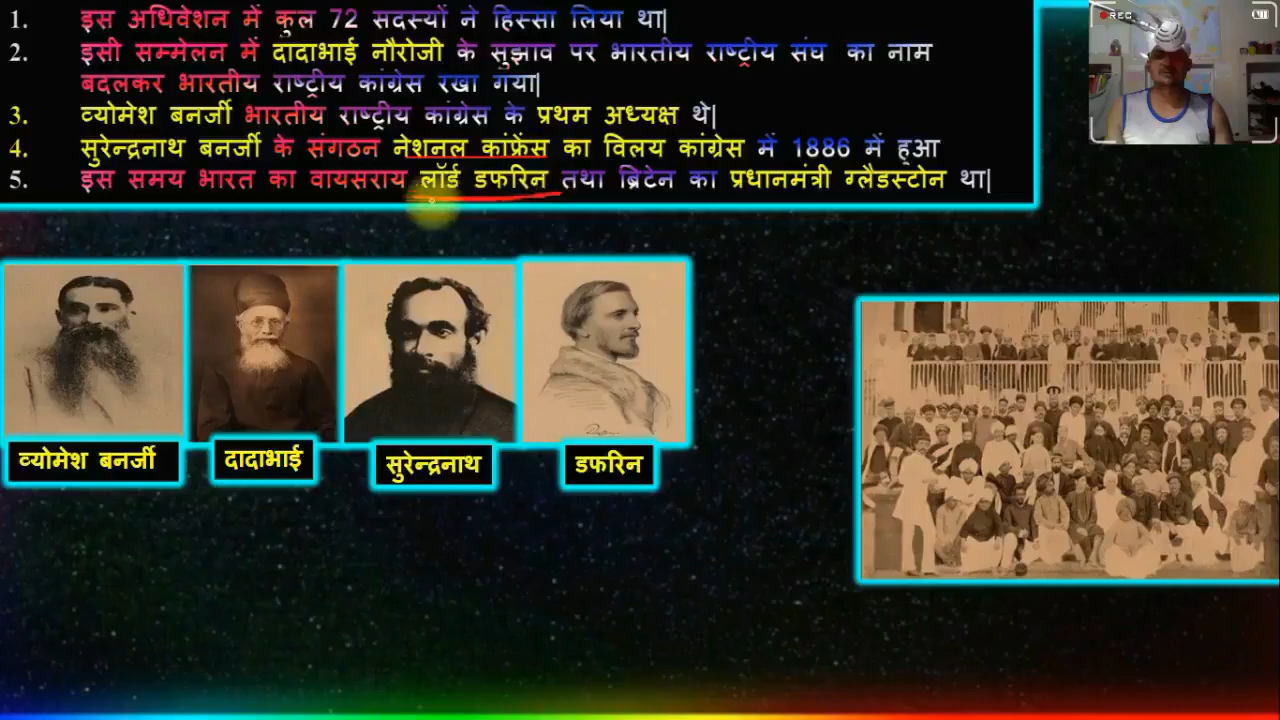 1. इस अधिवेशन में कुल 72 सदस्यों ने हिस्सा लिया था|
2. इसी सम्मेलन में दादाभाई नौरोजी के सुझाव पर भारतीय राष्ट्रीय संघ का नाम
बदलकर भारतीय राष्ट्रीय कांग्रेस रखा गया|
3. व्योमेश बनर्जी भारतीय राष्ट्रीय कांग्रेस के प्रथम अध्यक्ष थे|
4. सुरेन्द्रनाथ बनर्जी के संगठन नेशनल कांफ्रेंस का विलय कांग्रेस में 1886 में हुआ
5. इस समय भारत का वायसराय लॉर्ड डफरिन तथा ब्रिटेन का प्रधानमंत्री ग्लैडस्टोन था|
REC
व्योमेश बनर्जी
दादाभाई
सुरेन्द्रनाथ
डफरिन